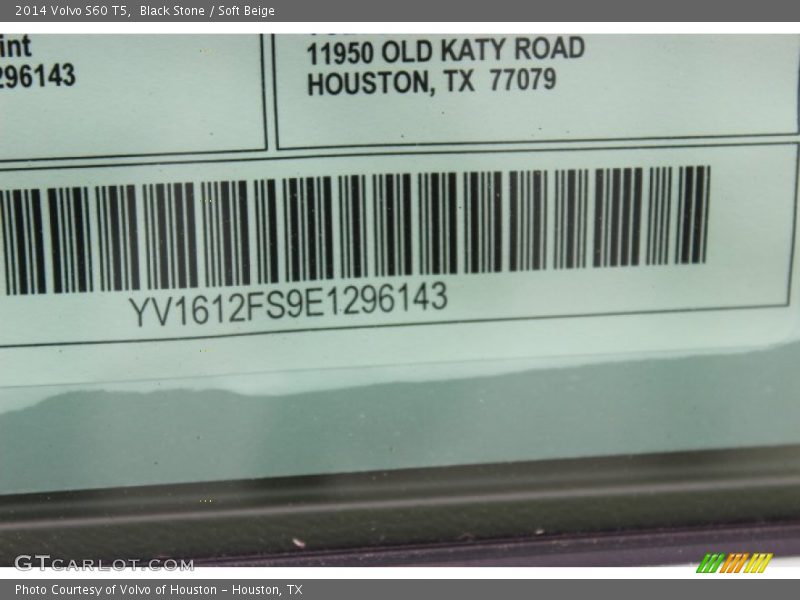 2014 Volvo S60 T5, Black Stone / Soft Beige
int
296143
11950 OLD KATY ROAD
HOUSTON, TX 77079
YV1612FS9E1296143
GTcarlot.com
Photo Courtesy of Volvo of Houston - Houston, TX